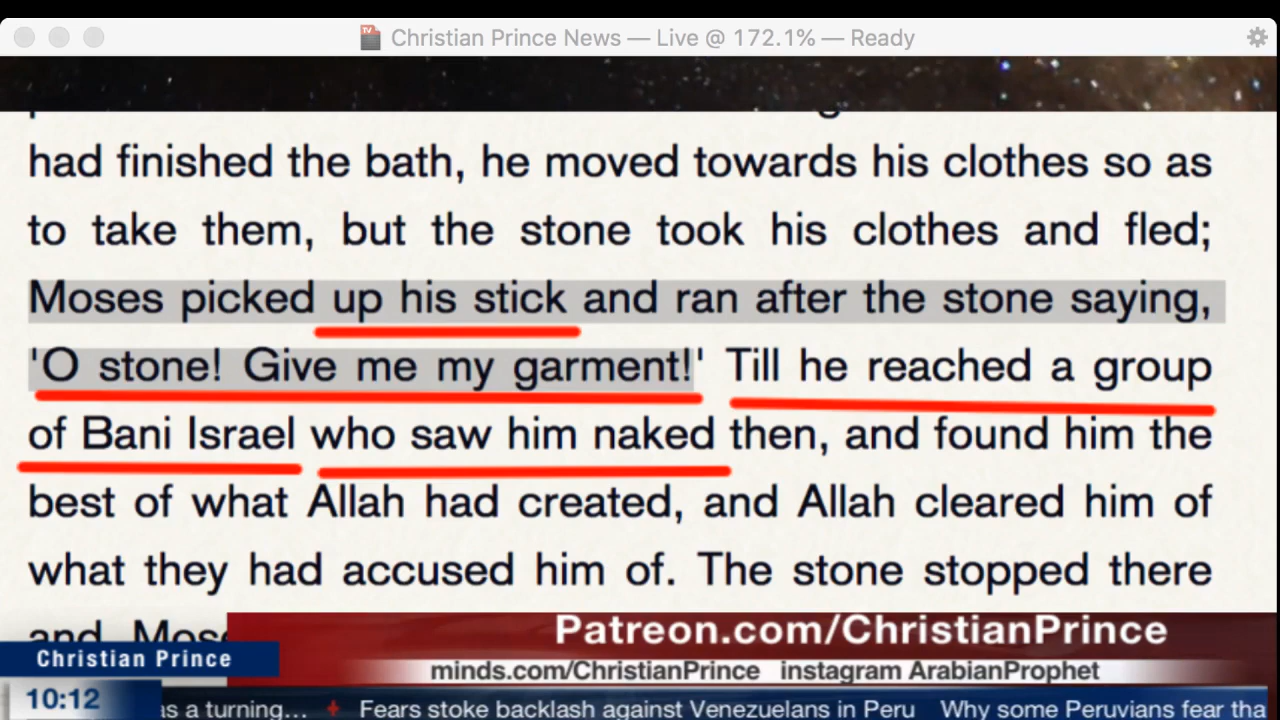 Christian Prince News — Live @ 172.1% — Ready
had finished the bath, he moved towards his clothes so as
to take them, but the stone took his clothes and fled;
Moses picked up his stick and ran after the stone saying,
'O stone! Give me my garment!' Till he reached a group
of Bani Israel who saw him naked then, and found him the
best of what Allah had created, and Allah cleared him of
what they had accused him of. The stone stopped there
and Mose
Patreon.com/ChristianPrince
Christian Prince
minds.com/ChristianPrince instagram ArabianProphet
10:12
as a turning... Fears stoke backlash against Venezuelans in Peru Why some Peruvians fear tha